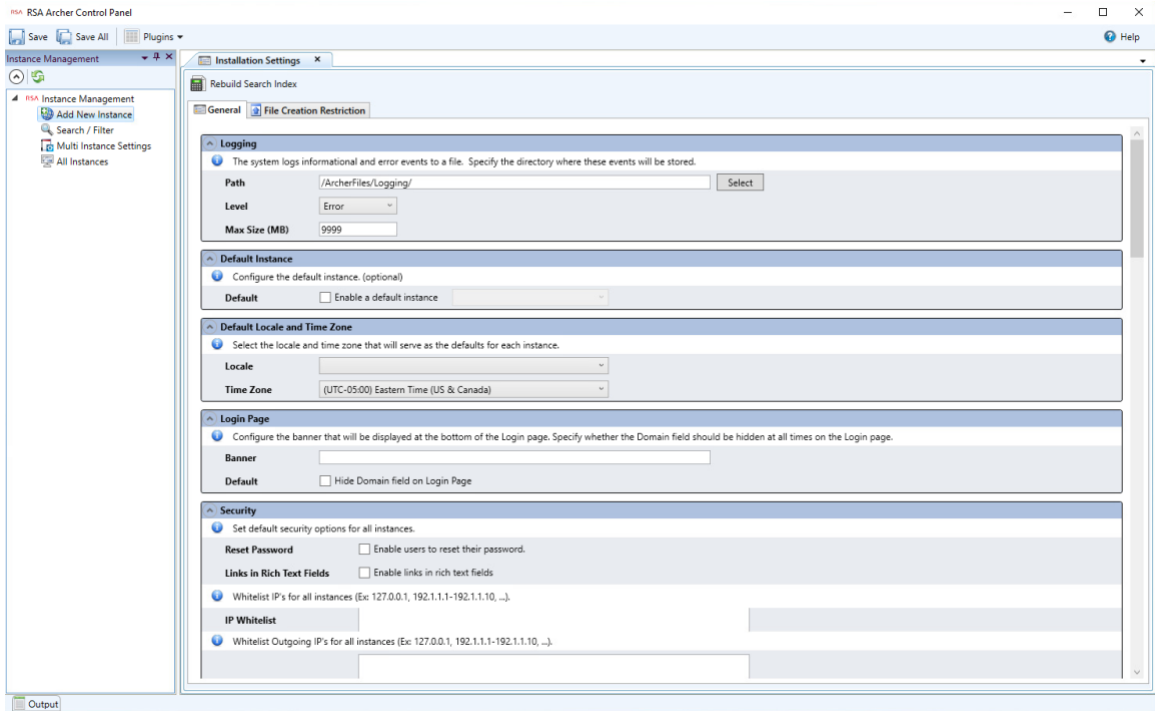 RSA RSA Archer Control Panel
Save Save All Plugins Help
Instance Management
RSA Instance Management
Add New Instance
Search / Filter
Multi Instance Settings
All Instances
Installation Settings
Rebuild Search Index
General File Creation Restriction
Logging
The system logs informational and error events to a file. Specify the directory where these events will be stored.
Path /ArcherFiles/Logging/ Select
Level Error
Max Size (MB) 9999
Default Instance
Configure the default instance. (optional)
Default Enable a default instance
Default Locale and Time Zone
Select the locale and time zone that will serve as the defaults for each instance.
Locale
Time Zone (UTC-05:00) Eastern Time (US & Canada)
Login Page
Configure the banner that will be displayed at the bottom of the Login page. Specify whether the Domain field should be hidden at all times on the Login page.
Banner
Default Hide Domain field on Login Page
Security
Set default security options for all instances.
Reset Password Enable users to reset their password.
Links in Rich Text Fields Enable links in rich text fields
Whitelist IP's for all instances (Ex: 127.0.0.1, 192.1.1.1-192.1.1.10, ...).
IP Whitelist
Whitelist Outgoing IP's for all instances (Ex: 127.0.0.1, 192.1.1.1-192.1.1.10, ...).
Output